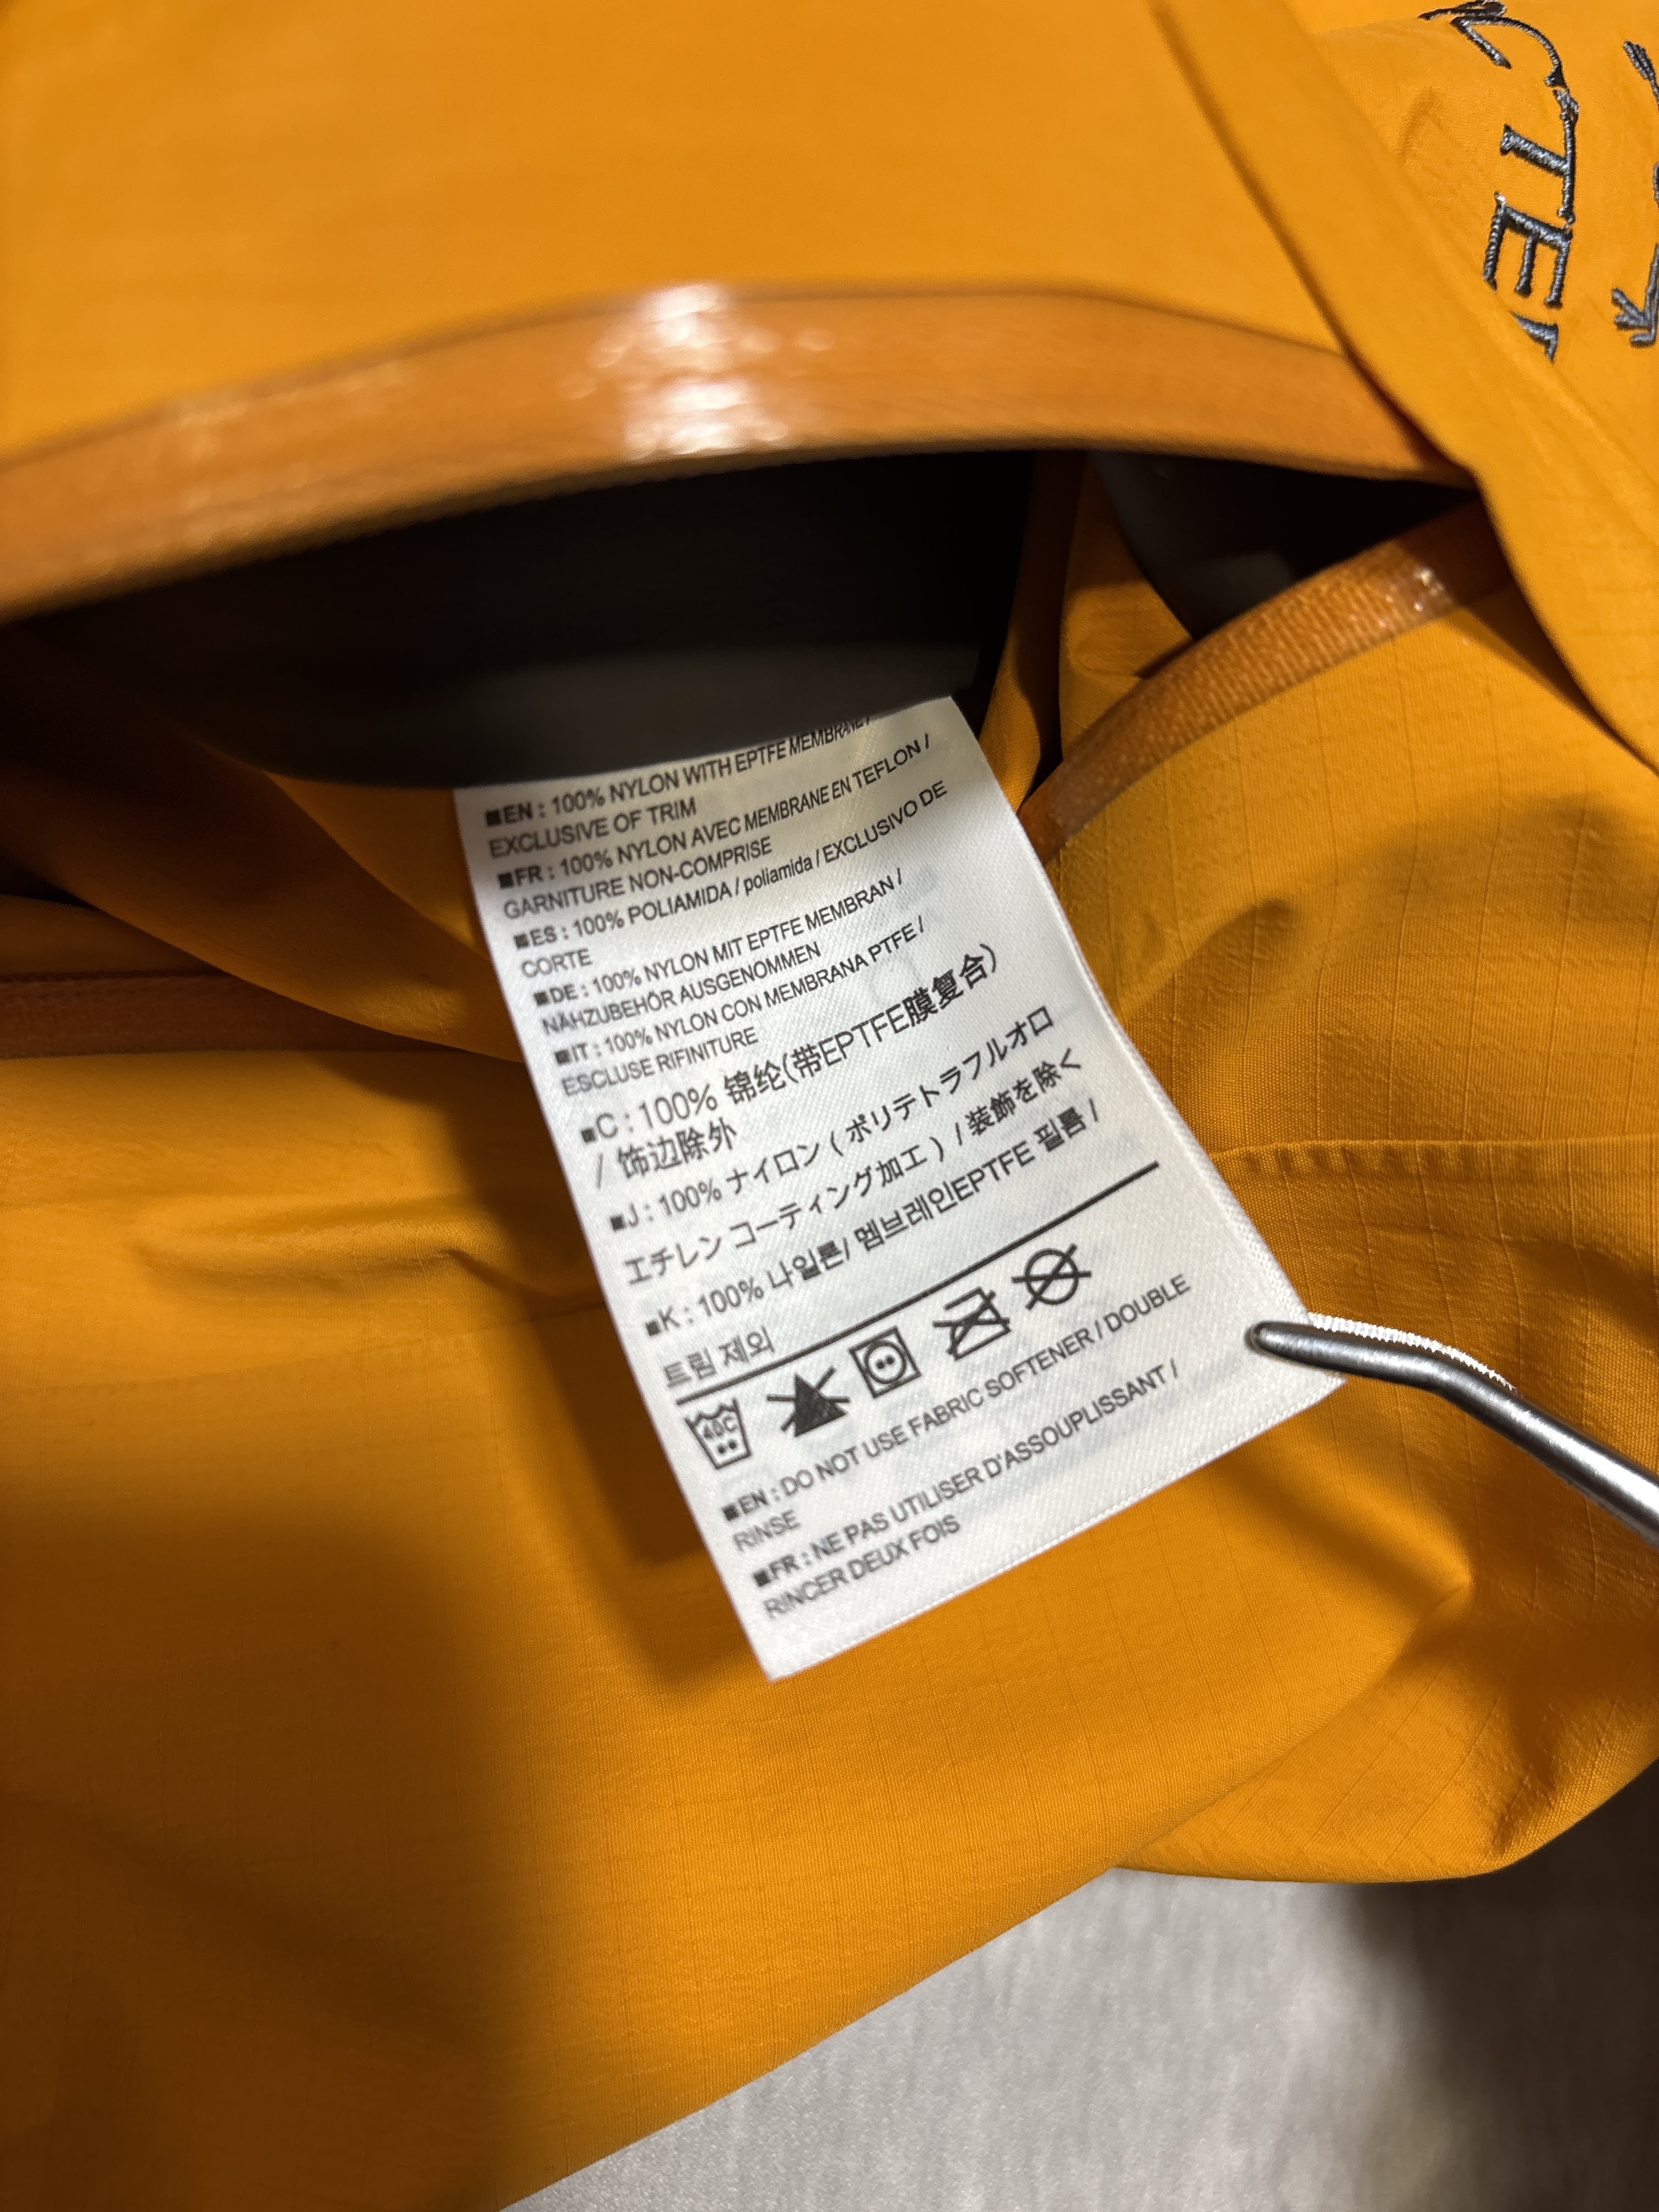 ■EN : 100% NYLON WITH EPTFE MEMBRANE /
EXCLUSIVE OF TRIM
■FR : 100% NYLON AVEC MEMBRANE EN TEFLON /
GARNITURE NON-COMPRISE
■ES : 100% POLIAMIDA / poliamida / EXCLUSIVO DE
CORTE
■DE : 100% NYLON MIT EPTFE MEMBRAN /
NÄHZUBEHÖR AUSGENOMMEN
■IT : 100% NYLON CON MEMBRANA PTFE /
ESCLUSE RIFINITURE
■C : 100% 锦纶(带EPTFE膜复合)
/ 饰边除外
■J : 100% ナイロン ( ポリテトラフルオロ
エチレン コーティング加工 ) / 装飾を除く
■K : 100% 나일론/ 멤브레인EPTFE 필름 /
트림 제외
40C
■EN : DO NOT USE FABRIC SOFTENER / DOUBLE
RINSE
■FR : NE PAS UTILISER D'ASSOUPLISSANT /
RINCER DEUX FOIS